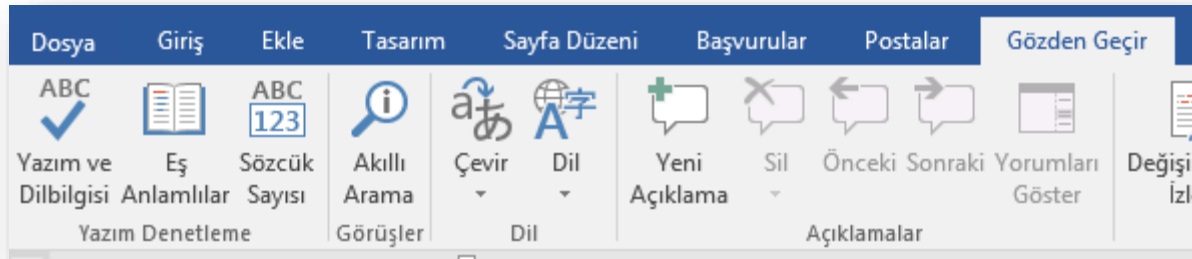 Dosya Giriş Ekle Tasarım Sayfa Düzeni Başvurular Postalar Gözden Geçir
ABC ABC
123
Yazım ve Eş Sözcük Akıllı Çevir Dil Yeni Sil Önceki Sonraki Yorumları
Dilbilgisi Anlamlılar Sayısı Arama Açıklama Göster
Yazım Denetleme Görüşler Dil Açıklamalar